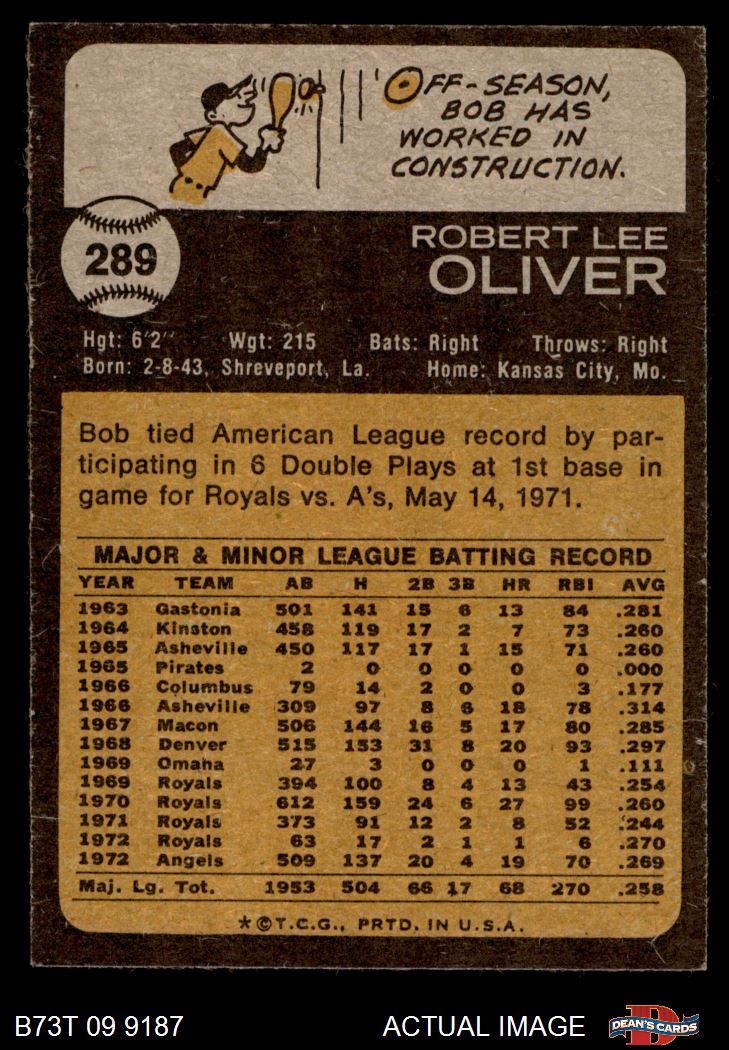 OFF-SEASON,
BOB HAS
WORKED IN
CONSTRUCTION.
289
ROBERT LEE
OLIVER
Hgt: 6'2" Wgt: 215 Bats: Right Throws: Right
Born: 2-8-43, Shreveport, La. Home: Kansas City, Mo.
Bob tied American League record by par-
ticipating in 6 Double Plays at 1st base in
game for Royals vs. A's, May 14, 1971.
MAJOR & MINOR LEAGUE BATTING RECORD
YEAR TEAM AB H 2B 3B HR RBI AVG
1963 Gastonia 501 141 15 6 13 84 .281
1964 Kinston 458 119 17 2 7 73 .260
1965 Asheville 450 117 17 1 15 71 .260
1965 Pirates 2 0 0 0 0 0 .000
1966 Columbus 79 14 2 0 0 3 .177
1966 Asheville 309 97 8 6 18 78 .314
1967 Macon 506 144 16 5 17 80 .285
1968 Denver 515 153 31 8 20 93 .297
1969 Omaha 27 3 0 0 0 1 .111
1969 Royals 394 100 8 4 13 43 .254
1970 Royals 612 159 24 6 27 99 .260
1971 Royals 373 91 12 2 8 52 .244
1972 Royals 63 17 2 1 1 6 .270
1972 Angels 509 137 20 4 19 70 .269
Maj. Lg. Tot. 1953 504 66 17 68 270 .258
*©T.C.G., PRTD. IN U.S.A.
B73T 09 9187 ACTUAL IMAGE DEAN'S CARDS